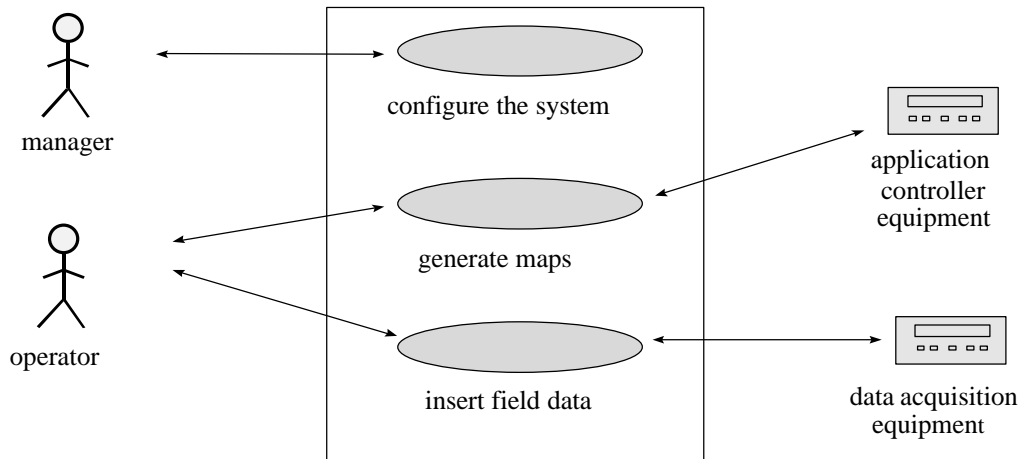 manager
configure the system
application
controller
equipment
operator
generate maps
insert field data
data acquisition
equipment